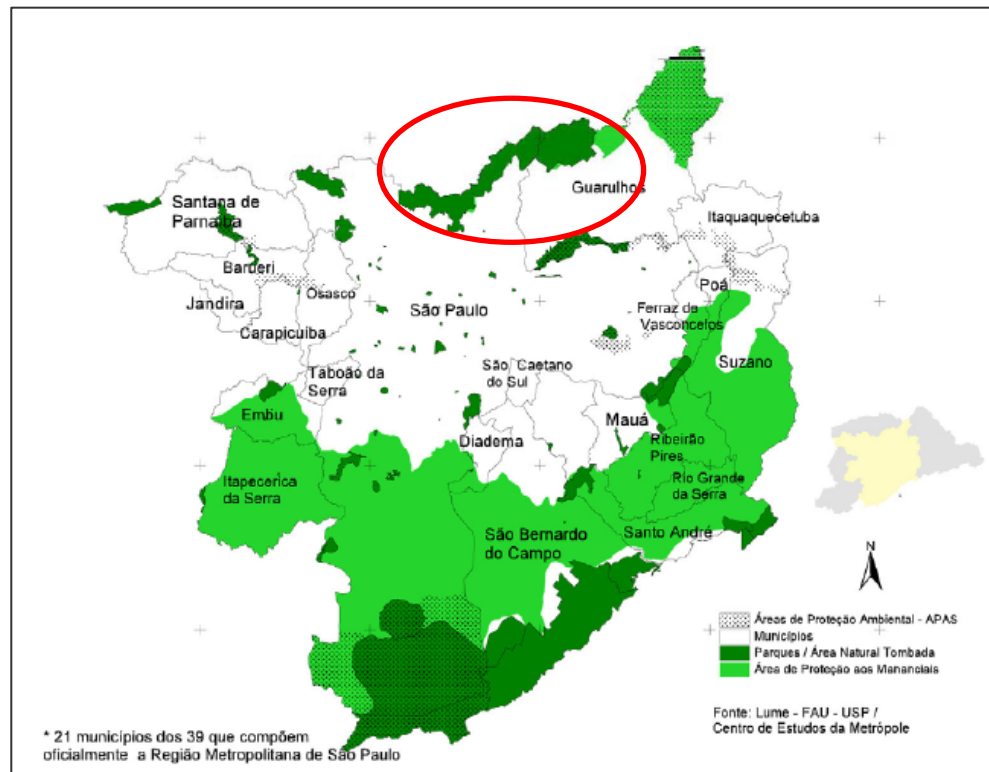 Guarulhos
Santana de
Parnaiba
Itaquaquecetuba
Barueri
Poá
Osasco
Jandira
São Paulo
Ferraz de
Vasconcelos
Carapicuiba
Suzano
São Caetano
do Sul
Taboão da
Serra
Embu
Mauá
Diadema
Ribeirão
Pires
Itapecerica
da Serra
Rio Grande
da Serra
São Bernardo
do Campo
Santo André
N
Áreas de Proteção Ambiental - APAS
Municípios
Parques / Área Natural Tombada
Área de Proteção aos Mananciais
Fonte: Lume - FAU - USP /
Centro de Estudos da Metrópole
* 21 municípios dos 39 que compõem
oficialmente a Região Metropolitana de São Paulo